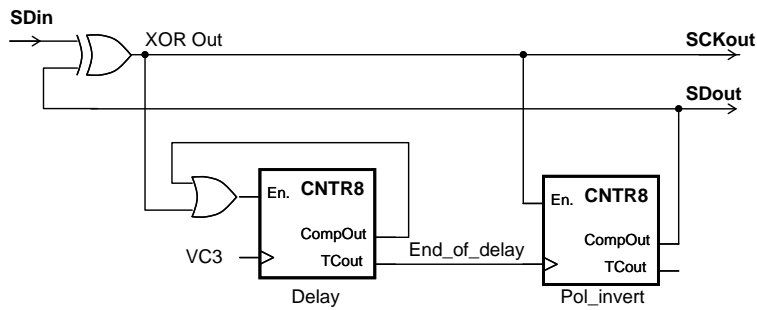 SDin
XOR Out
SCKout
SDout
En. CNTR8
CompOut
TCout
VC3
Delay
End_of_delay
En. CNTR8
CompOut
TCout
Pol_invert